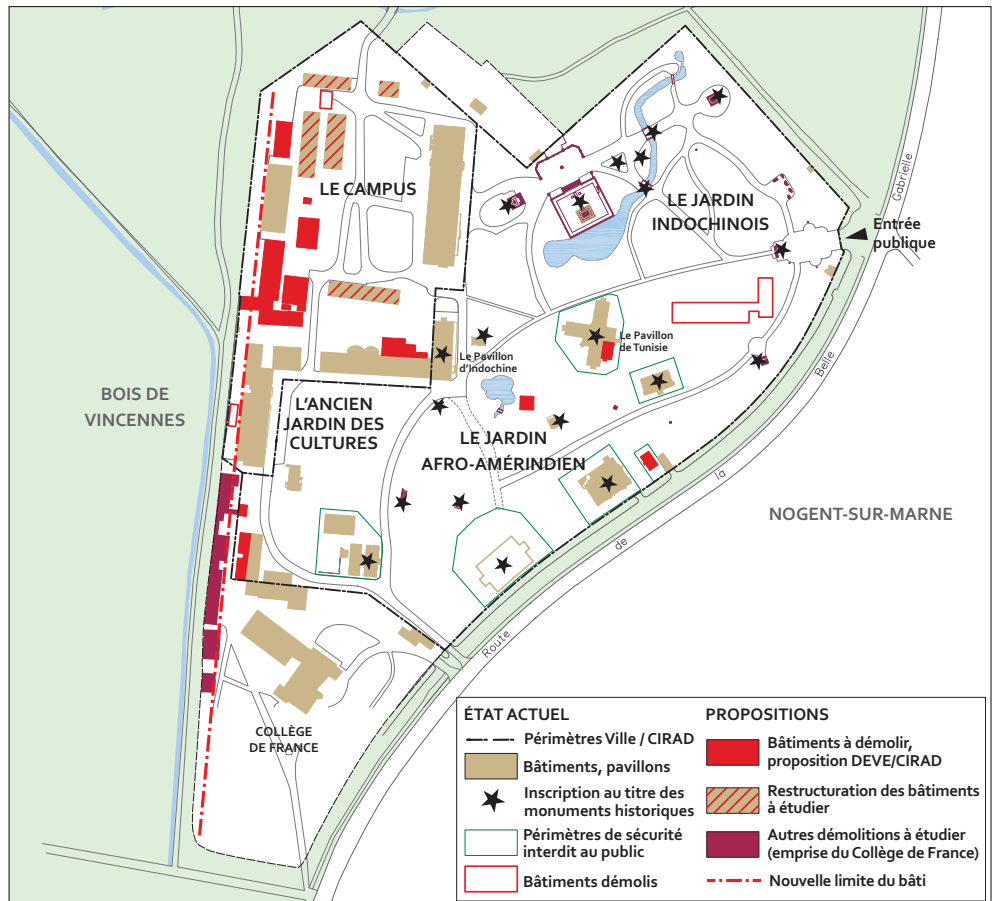 LE CAMPUS
LE JARDIN
INDOCHINOIS
Gabrielle
Entrée
publique
Le Pavillon
de Tunisie
Le Pavillon
d'Indochine
Belle
BOIS DE
VINCENNES
L'ANCIEN
JARDIN DES
CULTURES
LE JARDIN
AFRO-AMÉRINDIEN
la
NOGENT-SUR-MARNE
de
Route
COLLÈGE
DE FRANCE
ÉTAT ACTUEL
Périmètres Ville / CIRAD
Bâtiments, pavillons
Inscription au titre des
monuments historiques
Périmètres de sécurité
interdit au public
Bâtiments démolis
PROPOSITIONS
Bâtiments à démolir,
proposition DEVE/CIRAD
Restructuration des bâtiments
à étudier
Autres démolitions à étudier
(emprise du Collège de France)
Nouvelle limite du bâti